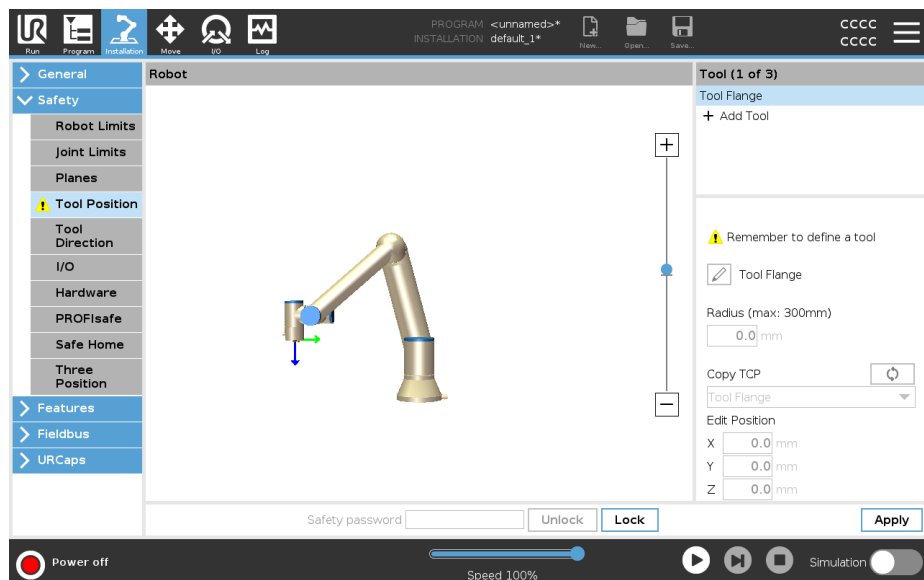 PROGRAM <unnamed>*
INSTALLATION default_1*
New... Open... Save...
CCCC
CCCC
Run Program Installation Move I/O Log
General
Safety
Robot Limits
Joint Limits
Planes
Tool Position
Tool
Direction
I/O
Hardware
PROFIsafe
Safe Home
Three
Position
Features
Fieldbus
URCaps
Robot
Tool (1 of 3)
Tool Flange
+ Add Tool
Remember to define a tool
Tool Flange
Radius (max: 300mm)
0.0 mm
Copy TCP
Tool Flange
Edit Position
X 0.0 mm
Y 0.0 mm
Z 0.0 mm
Safety password Unlock Lock Apply
Power off
Speed 100%
Simulation